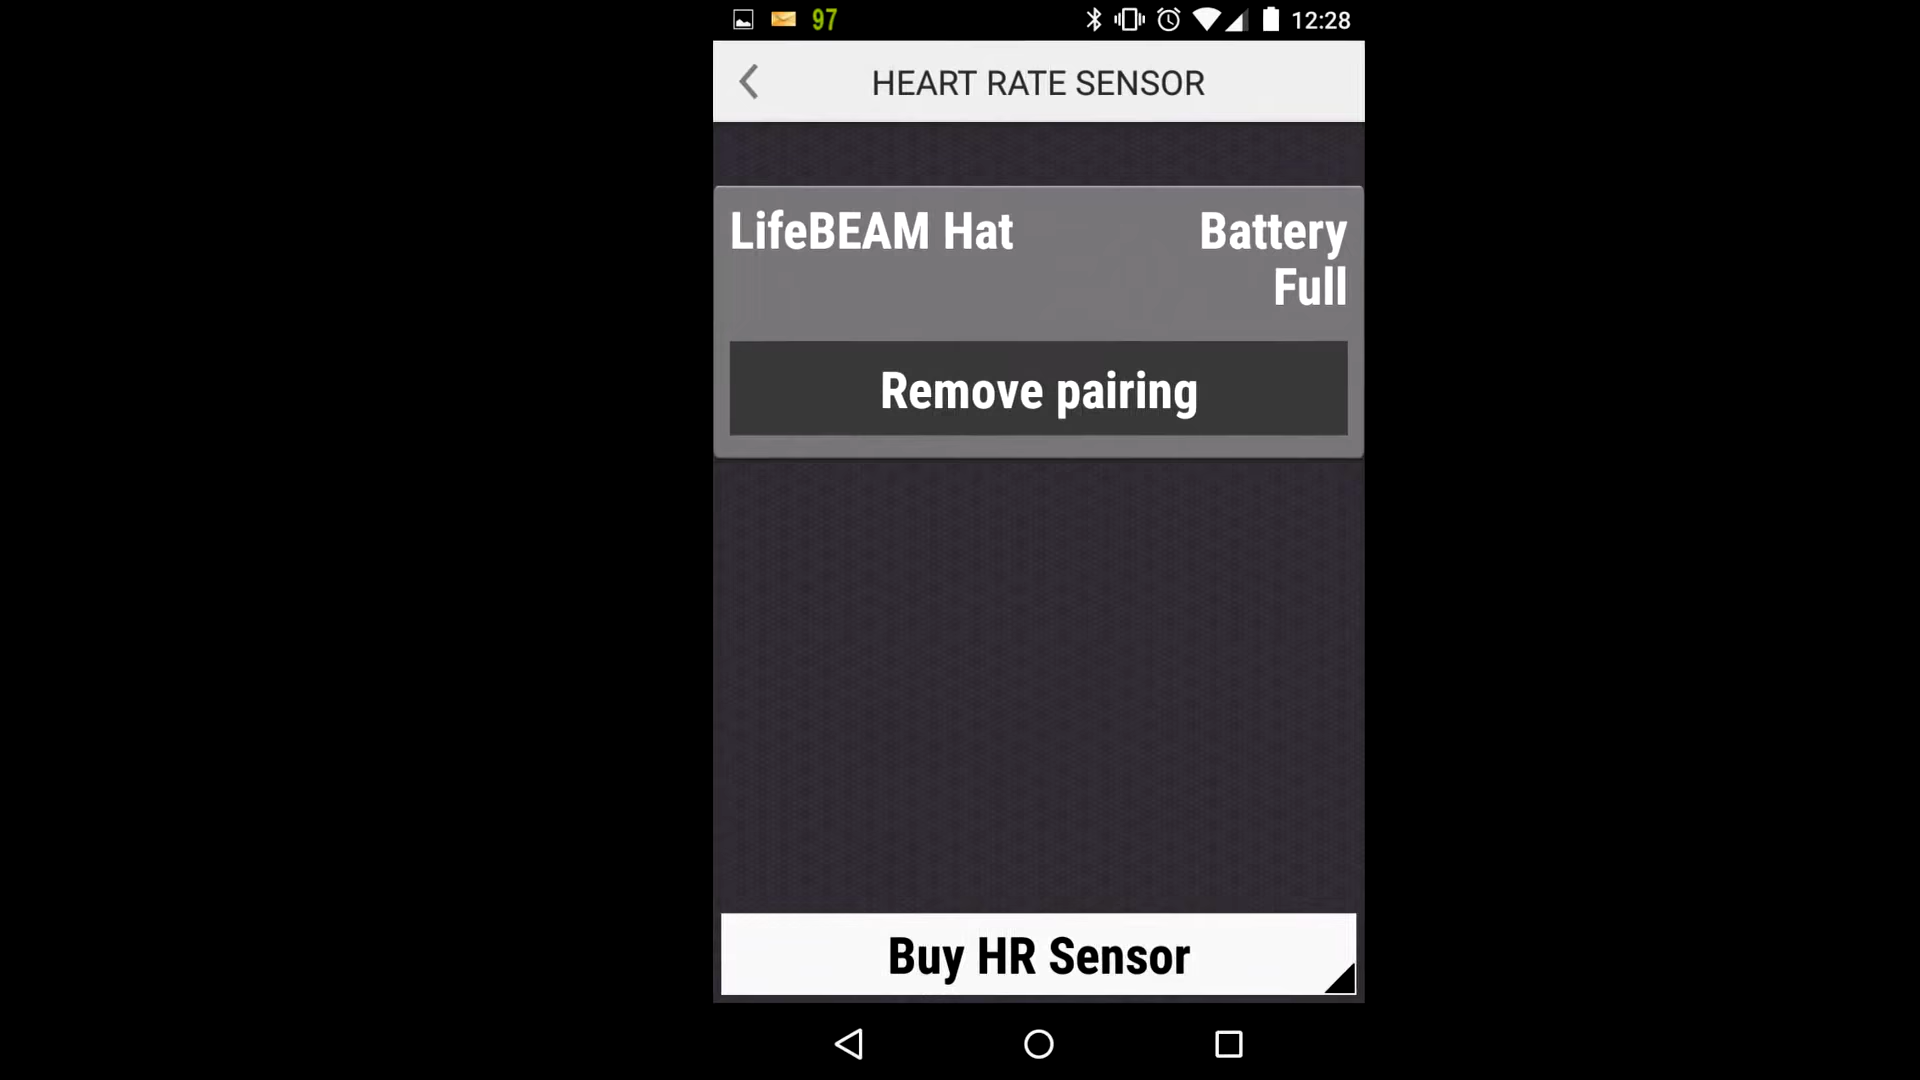 97 12:28
HEART RATE SENSOR
LifeBEAM Hat Battery
Full
Remove pairing
Buy HR Sensor